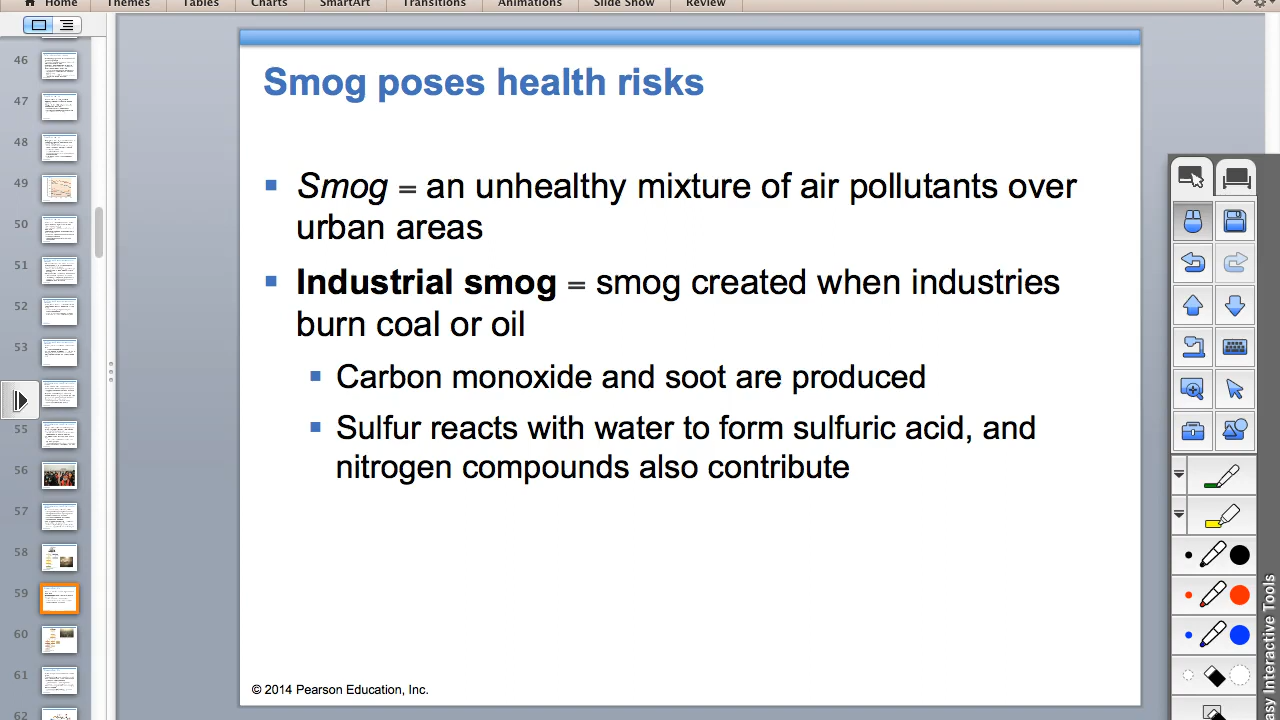 Home Themes Tables Charts SmartArt Transitions Animations Slide Show Review
46
47
48
49
50
51
52
53
55
56
57
58
59
60
61
62
Smog poses health risks
Smog = an unhealthy mixture of air pollutants over
urban areas
Industrial smog = smog created when industries
burn coal or oil
Carbon monoxide and soot are produced
Sulfur reacts with water to form sulfuric acid, and
nitrogen compounds also contribute
© 2014 Pearson Education, Inc.
Interactive Tools